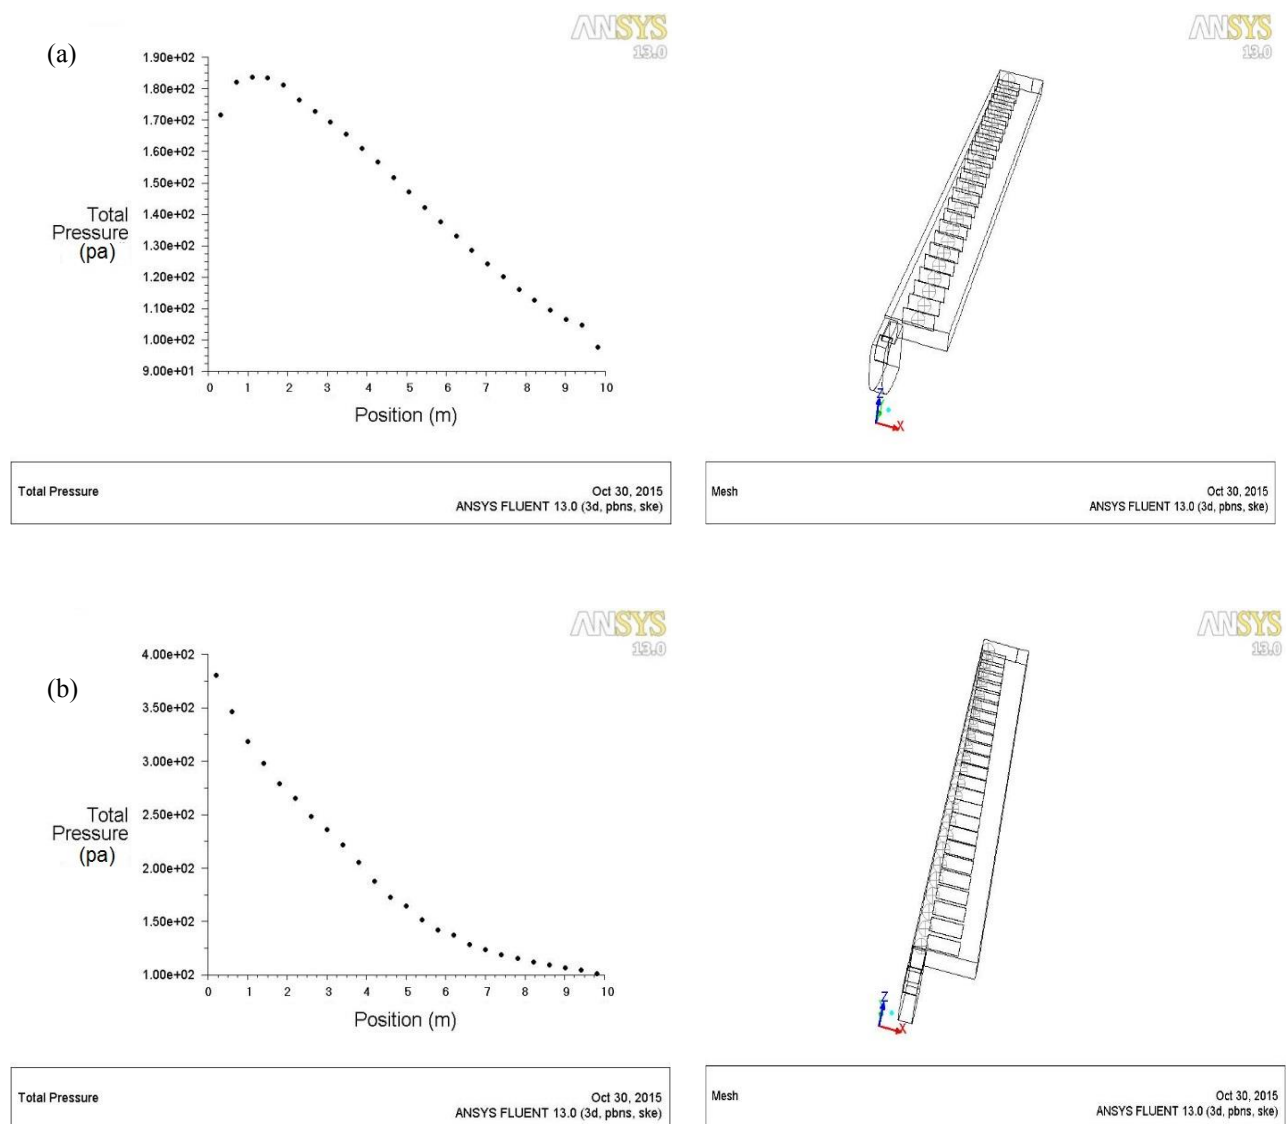 ANSYS
13.0
(a)
1.90e+02
1.80e+02
1.70e+02
1.60e+02
1.50e+02
1.40e+02
1.30e+02
1.20e+02
1.10e+02
1.00e+02
9.00e+01
Total
Pressure
(pa)
0 1 2 3 4 5 6 7 8 9 10
Position (m)
Total Pressure
Oct 30, 2015
ANSYS FLUENT 13.0 (3d, pbns, ske)
ANSYS
13.0
Z
X
Mesh
Oct 30, 2015
ANSYS FLUENT 13.0 (3d, pbns, ske)
ANSYS
13.0
(b)
4.00e+02
3.50e+02
3.00e+02
2.50e+02
2.00e+02
1.50e+02
1.00e+02
Total
Pressure
(pa)
0 1 2 3 4 5 6 7 8 9 10
Position (m)
Total Pressure
Oct 30, 2015
ANSYS FLUENT 13.0 (3d, pbns, ske)
ANSYS
13.0
Z
X
Mesh
Oct 30, 2015
ANSYS FLUENT 13.0 (3d, pbns, ske)